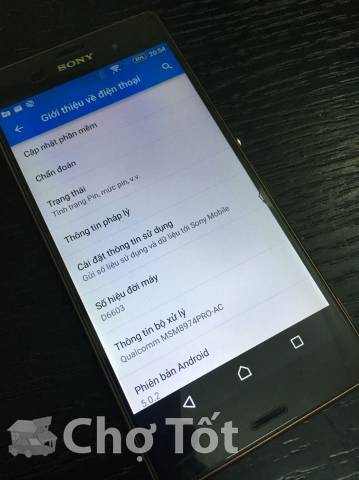 SONY
20:54
Giới thiệu về điện thoại
Cập nhật phần mềm
Chẩn đoán
Trạng thái
Tình trạng Pin, mức pin, v.v.
Thông tin pháp lý
Cài đặt thông tin sử dụng
Gửi số liệu sử dụng và dữ liệu tới Sony Mobile
Số hiệu đời máy
D6603
Thông tin bộ xử lý
Qualcomm MSM8974PRO-AC
Phiên bản Android
5.0.2
Chợ Tốt